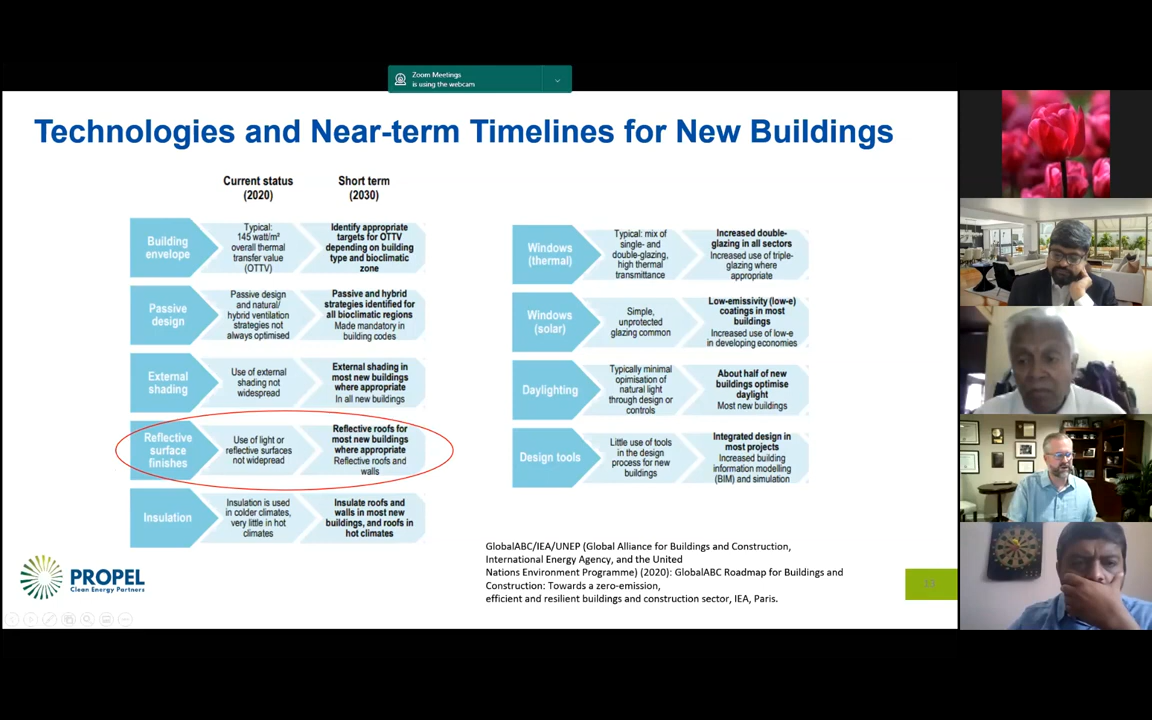 Zoom Meetings
is using the webcam
Technologies and Near-term Timelines for New Buildings
Current status
(2020)
Short term
(2030)
Building
envelope
Typical:
145 watt/m²
overall thermal
transfer value
(OTTV)
Identify appropriate
targets for OTTV
depending on building
type and bioclimatic
zone
Passive
design
Passive design
and natural/
hybrid ventilation
strategies not
always optimised
Passive and hybrid
strategies identified for
all bioclimatic regions
Made mandatory in
building codes
External
shading
Use of external
shading not
widespread
External shading in
most new buildings
where appropriate
In all new buildings
Reflective
surface
finishes
Use of light or
reflective surfaces
not widespread
Reflective roofs for
most new buildings
where appropriate
Reflective roofs and
walls
Insulation
Insulation is used
in colder climates,
very little in hot
climates
Insulate roofs and
walls in most new
buildings, and roofs in
hot climates
Windows
(thermal)
Typical: mix of
single- and
double-glazing,
high thermal
transmittance
Increased double-
glazing in all sectors
Increased use of triple-
glazing where
appropriate
Windows
(solar)
Simple,
unprotected
glazing common
Low-emissivity (low-e)
coatings in most
buildings
Increased use of low-e
in developing economies
Daylighting
Typically minimal
opimisation of
natural light
through design or
controls
About half of new
buildings optimise
daylight
Most new buildings
Design tools
Little use of tools
in the design
process for new
buildings
Integrated design in
most projects
Increased building
information modelling
(BIM) and simulation
GlobalABC/IEA/UNEP (Global Alliance for Buildings and Construction,
International Energy Agency, and the United
Nations Environment Programme) (2020): GlobalABC Roadmap for Buildings and
Construction: Towards a zero-emission,
efficient and resilient buildings and construction sector, IEA, Paris.
PROPEL
Clean Energy Partners